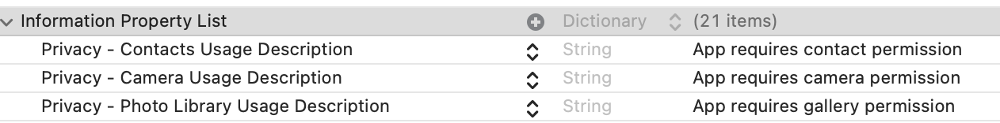 Information Property List Dictionary (21 items)
Privacy - Contacts Usage Description String App requires contact permission
Privacy - Camera Usage Description String App requires camera permission
Privacy - Photo Library Usage Description String App requires gallery permission